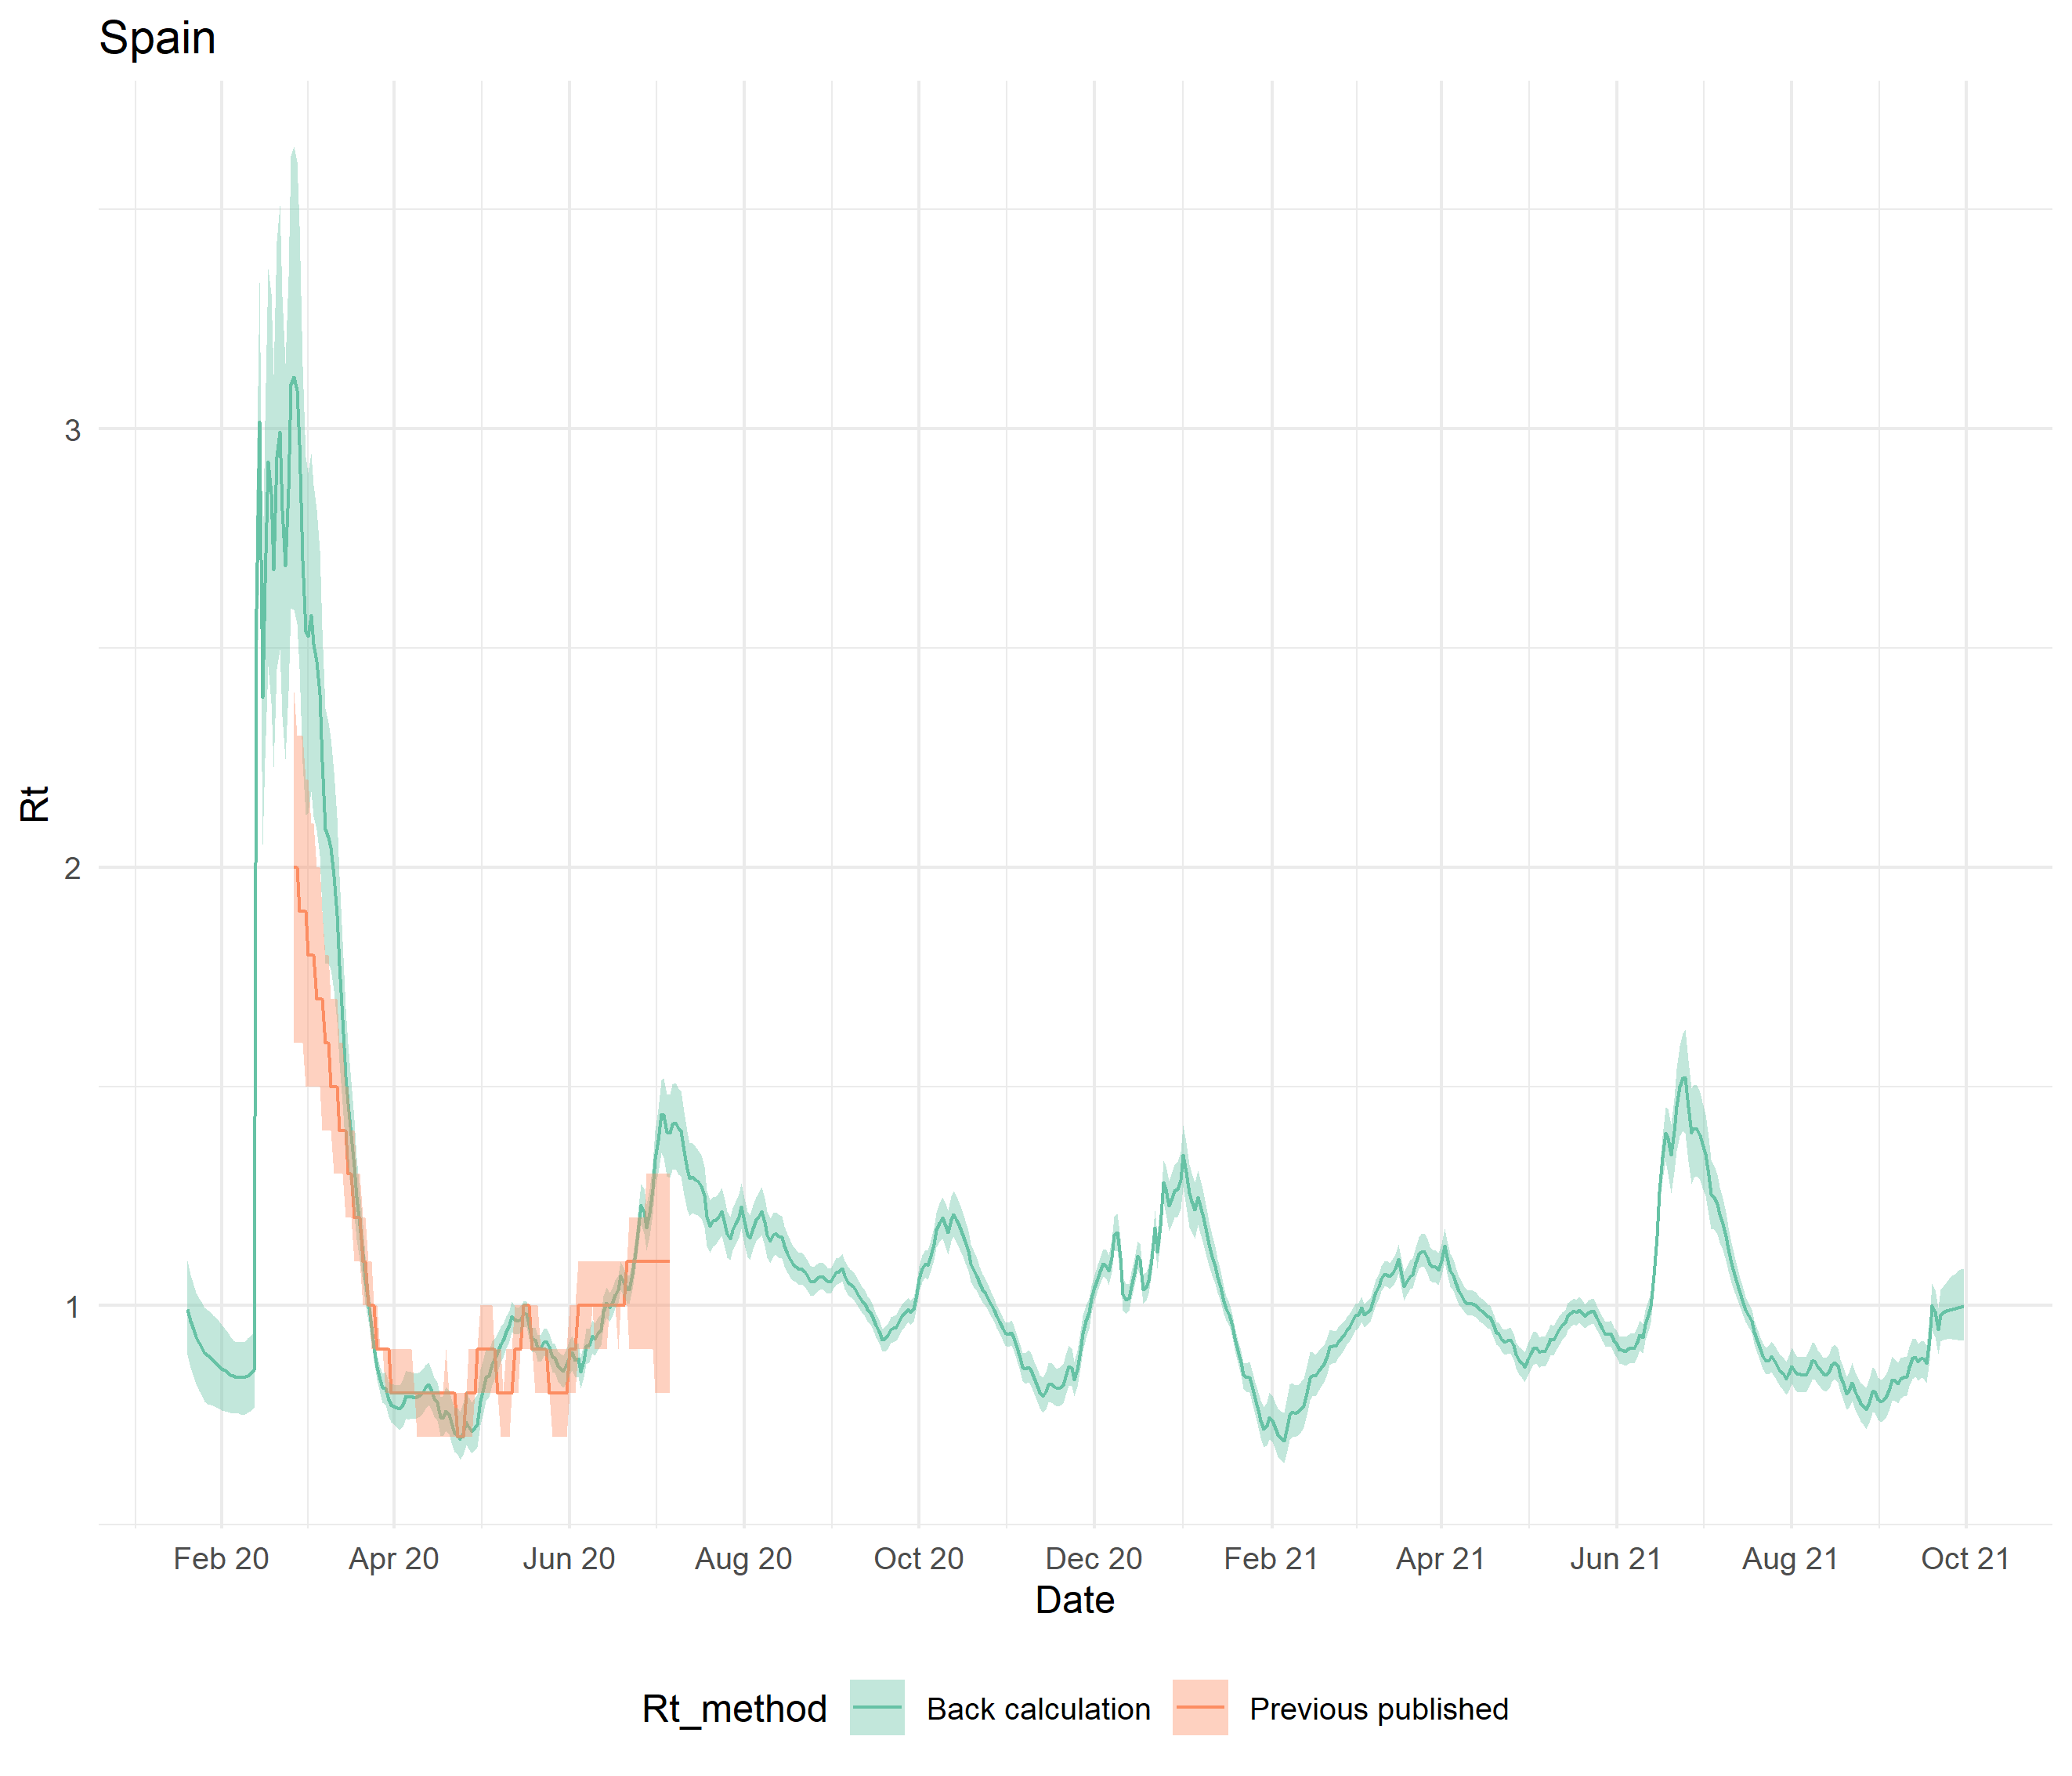 Spain
3
2
1
Rt
Feb 20 Apr 20 Jun 20 Aug 20 Oct 20 Dec 20 Feb 21 Apr 21 Jun 21 Aug 21 Oct 21
Date
Rt_method Back calculation Previous published